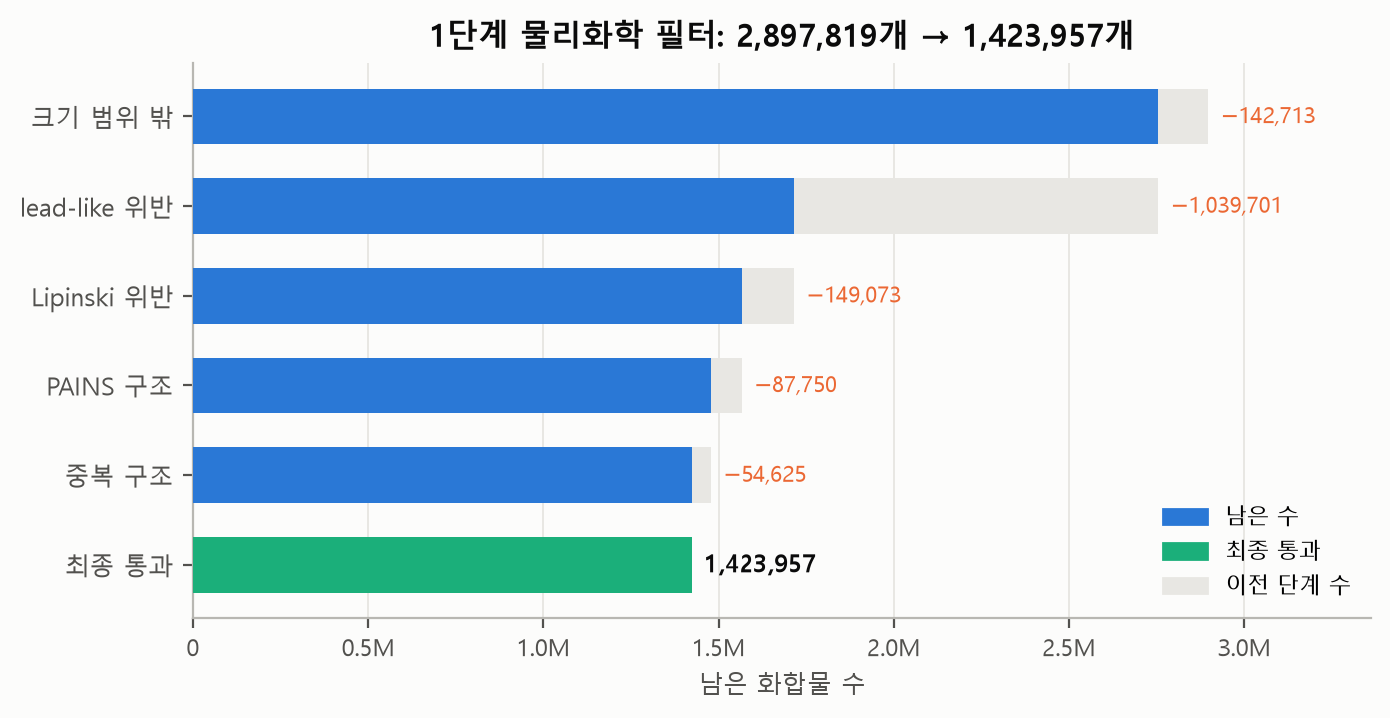 1단계 물리화학 필터: 2,897,819개 → 1,423,957개
크기 범위 밖
−142,713
lead-like 위반
−1,039,701
Lipinski 위반
−149,073
PAINS 구조
−87,750
중복 구조
−54,625
최종 통과
1,423,957
남은 수
최종 통과
이전 단계 수
0 0.5M 1.0M 1.5M 2.0M 2.5M 3.0M
남은 화합물 수